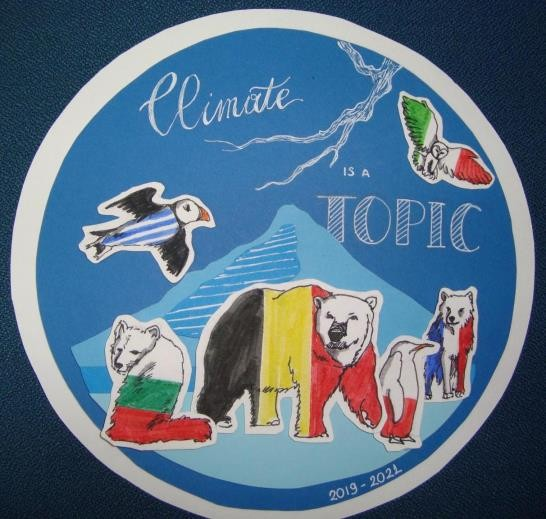 Climate
IS A
TOPIC
2019 - 2021